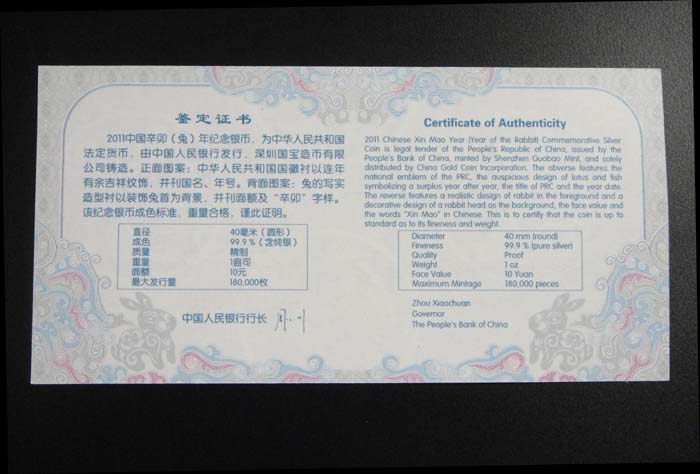 鉴定证书
2011中国辛卯（兔）年纪念银币，为中华人民共和国
法定货币，由中国人民银行发行，深圳国宝造币有限
公司铸造。正面图案：中华人民共和国国徽衬以连年
有余吉祥纹饰，并刊国名、年号。背面图案：兔的写实
造型衬以装饰兔首为背景、并刊面额及“辛卯”字样。
该纪念银币成色标准，重量合格，谨此证明。
直径 40毫米（圆形）
成色 99.9%（含纯银）
质量 精制
重量 1盎司
面额 10元
最大发行量 180,000枚
中国人民银行行长
Certificate of Authenticity
2011 Chinese Xin Mao Year (Year of the Rabbit) Commemorative Silver
Coin is legal tender of the People's Republic of China, issued by the
People's Bank of China, minted by Shenzhen Guobao Mint, and solely
distributed by China Gold Coin Incorporation. The obverse features the
national emblem of the PRC, the auspicious design of lotus and fish
symbolizing a surplus year after year, the title of PRC and the year date.
The reverse features a realistic design of rabbit in the foreground and a
decorative design of a rabbit head as the background, the face value and
the words "Xin Mao" in Chinese. This is to certify that the coin is up to
standard as to its fineness and weight.
Diameter 40 mm (round)
Fineness 99.9 % (pure silver)
Quality Proof
Weight 1 oz
Face Value 10 Yuan
Maximum Mintage 180,000 pieces
Zhou Xiaochuan
Governor
The People's Bank of China